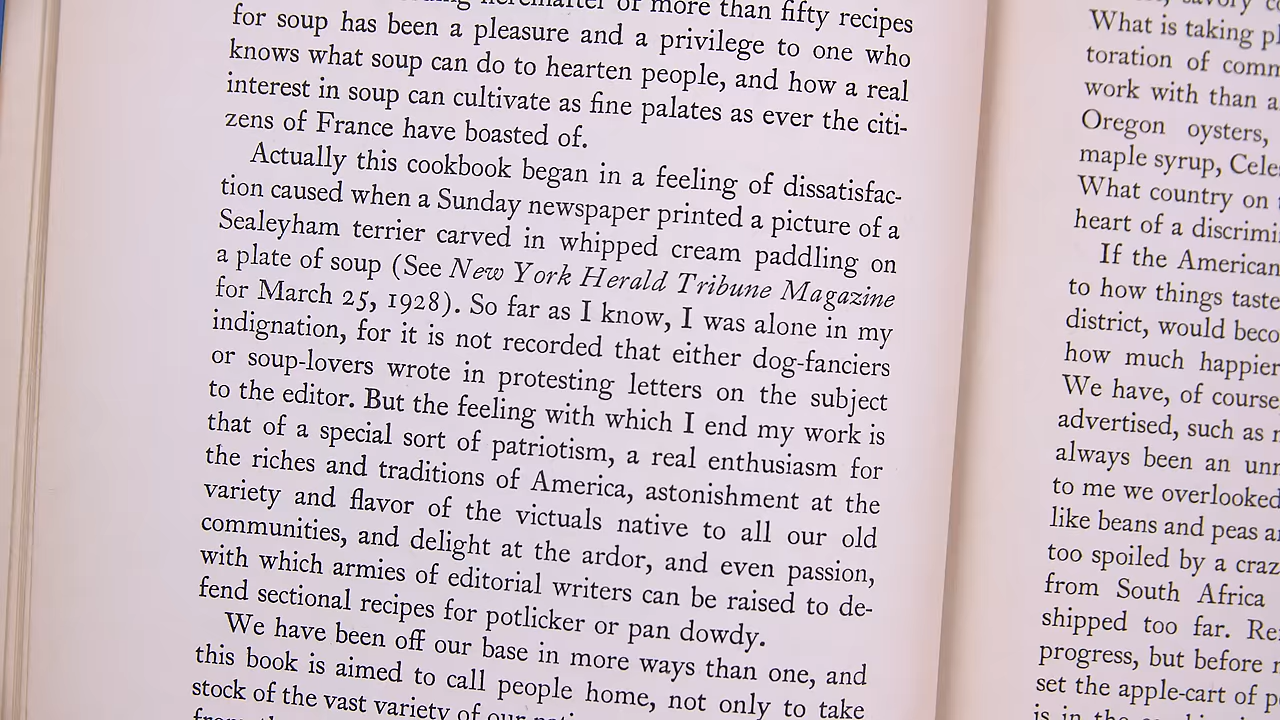 hereinafter of more than fifty recipes
for soup has been a pleasure and a privilege to one who
knows what soup can do to hearten people, and how a real
interest in soup can cultivate as fine palates as ever the citi-
zens of France have boasted of.
Actually this cookbook began in a feeling of dissatisfac-
tion caused when a Sunday newspaper printed a picture of a
Sealeyham terrier carved in whipped cream paddling on
a plate of soup (See New York Herald Tribune Magazine
for March 25, 1928). So far as I know, I was alone in my
indignation, for it is not recorded that either dog-fanciers
or soup-lovers wrote in protesting letters on the subject
to the editor. But the feeling with which I end my work is
that of a special sort of patriotism, a real enthusiasm for
the riches and traditions of America, astonishment at the
variety and flavor of the victuals native to all our old
communities, and delight at the ardor, and even passion,
with which armies of editorial writers can be raised to de-
fend sectional recipes for potlicker or pan dowdy.
We have been off our base in more ways than one, and
this book is aimed to call people home, not only to take
stock of the vast variety of our
savory
What is taking
toration of
work with than
Oregon oysters,
maple syrup,
What country on
heart of a
If the American
to how things taste
district, would
how much happier
We have, of course
advertised, such as
always been an
to me we overlooked
like beans and peas
too spoiled by a
from South Africa
shipped too far.
progress, but before
set the apple-cart of
is in the